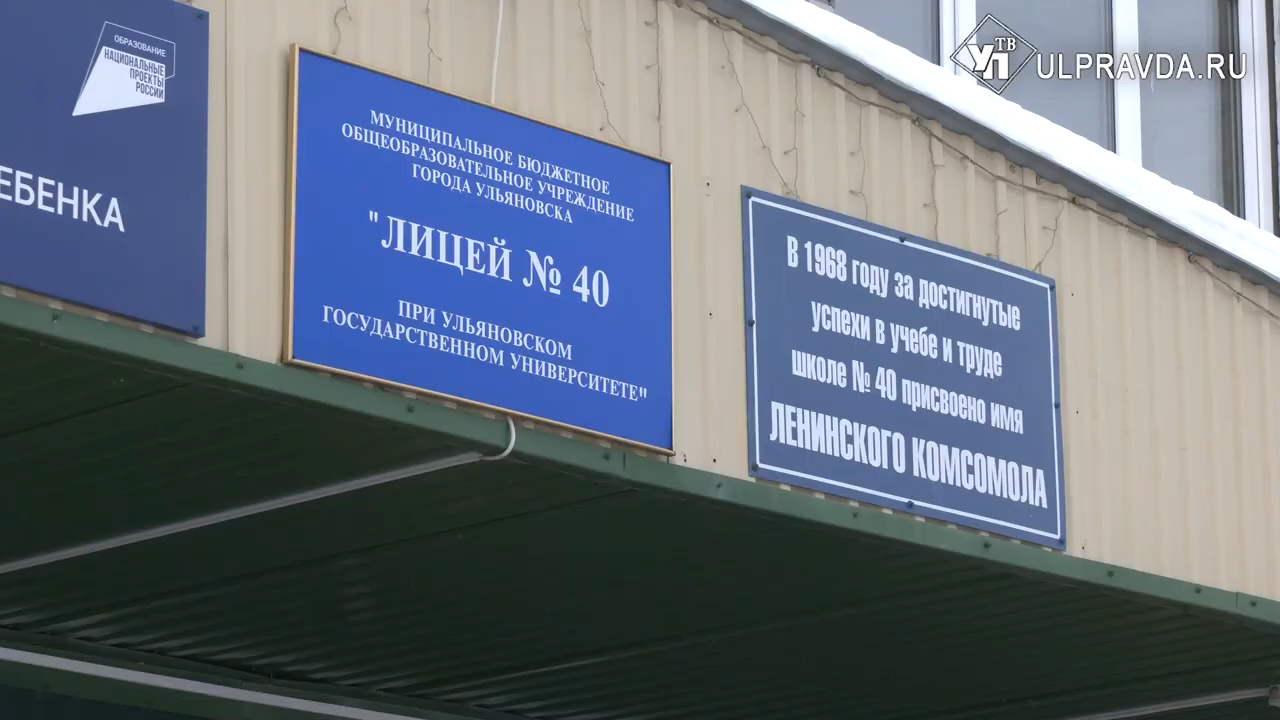 ОБРАЗОВАНИЕ
НАЦИОНАЛЬНЫЕ
ПРОЕКТЫ
РОССИИ
ЕБЕНКА
МУНИЦИПАЛЬНОЕ БЮДЖЕТНОЕ
ОБЩЕОБРАЗОВАТЕЛЬНОЕ УЧРЕЖДЕНИЕ
ГОРОДА УЛЬЯНОВСКА
"ЛИЦЕЙ № 40
ПРИ УЛЬЯНОВСКОМ
ГОСУДАРСТВЕННОМ УНИВЕРСИТЕТЕ"
В 1968 году за достигнутые
успехи в учебе и труде
школе № 40 присвоено имя
ЛЕНИНСКОГО КОМСОМОЛА
УП ТВ
ULPRAVDA.RU